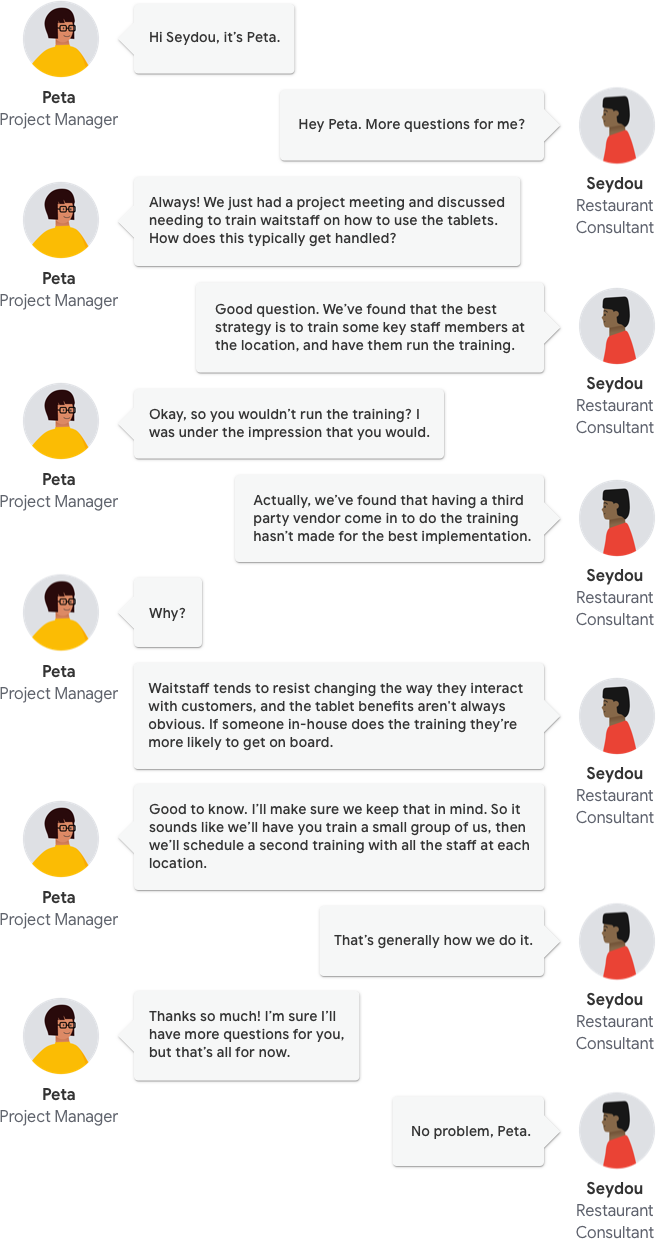 Hi Seydou, it's Peta.
Peta
Project Manager
Hey Peta. More questions for me?
Seydou
Restaurant
Consultant
Always! We just had a project meeting and discussed
needing to train waitstaff on how to use the tablets.
How does this typically get handled?
Peta
Project Manager
Good question. We've found that the best
strategy is to train some key staff members at
the location, and have them run the training.
Seydou
Restaurant
Consultant
Okay, so you wouldn't run the training? I
was under the impression that you would.
Peta
Project Manager
Actually, we've found that having a third
party vendor come in to do the training
hasn't made for the best implementation.
Seydou
Restaurant
Consultant
Why?
Peta
Project Manager
Waitstaff tends to resist changing the way they interact
with customers, and the tablet benefits aren't always
obvious. If someone in-house does the training they're
more likely to get on board.
Seydou
Restaurant
Consultant
Good to know. I'll make sure we keep that in mind. So it
sounds like we'll have you train a small group of us, then
we'll schedule a second training with all the staff at each
location.
Peta
Project Manager
That's generally how we do it.
Seydou
Restaurant
Consultant
Thanks so much! I'm sure I'll
have more questions for you,
but that's all for now.
Peta
Project Manager
No problem, Peta.
Seydou
Restaurant
Consultant